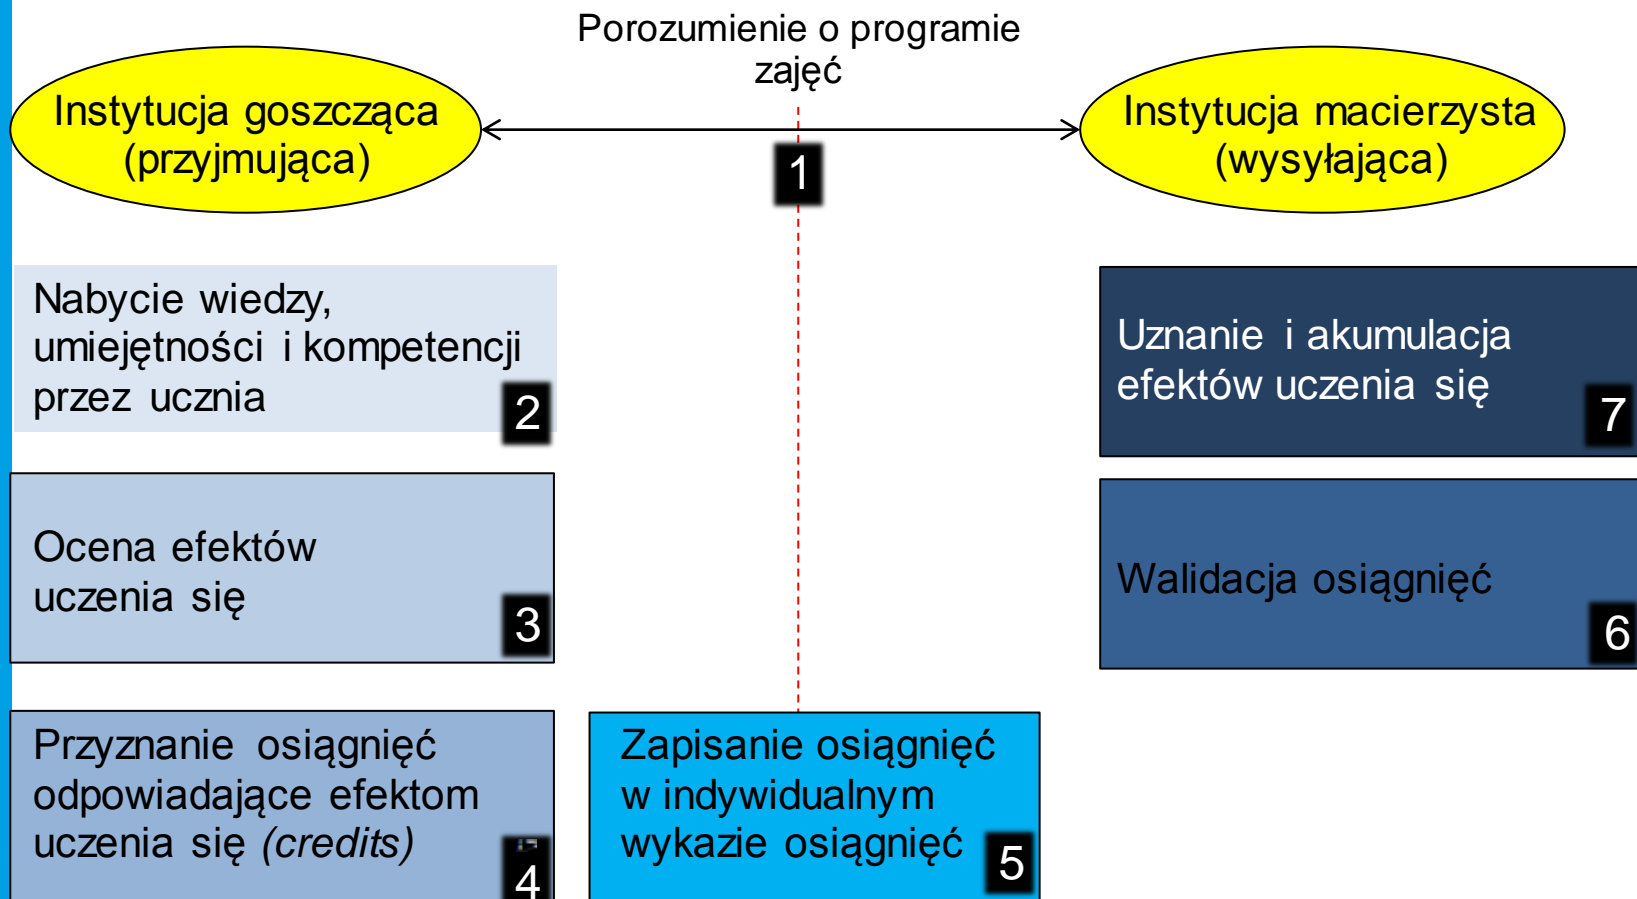 Porozumienie o programie
zajęć
Instytucja goszcząca
(przyjmująca)
Instytucja macierzysta
(wysyłająca)
1
Nabycie wiedzy,
umiejętności i kompetencji
przez ucznia
2
Ocena efektów
uczenia się
3
Przyznanie osiągnięć
odpowiadające efektom
uczenia się (credits)
4
Zapisanie osiągnięć
w indywidualnym
wykazie osiągnięć
5
Walidacja osiągnięć
6
Uznanie i akumulacja
efektów uczenia się
7